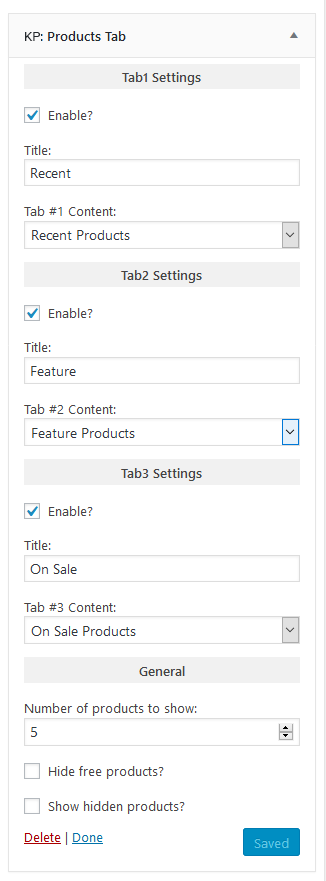 KP: Products Tab
Tab1 Settings
Enable?
Title:
Recent
Tab #1 Content:
Recent Products
Tab2 Settings
Enable?
Title:
Feature
Tab #2 Content:
Feature Products
Tab3 Settings
Enable?
Title:
On Sale
Tab #3 Content:
On Sale Products
General
Number of products to show:
5
Hide free products?
Show hidden products?
Delete | Done Saved